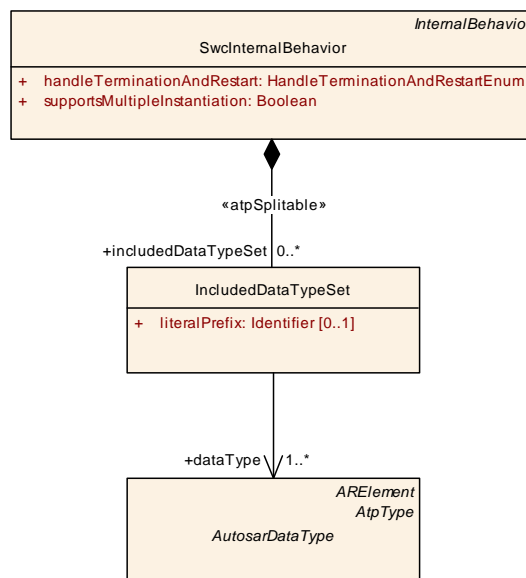 InternalBehavio
SwcInternalBehavior
+ handleTerminationAndRestart: HandleTerminationAndRestartEnum
+ supportsMultipleInstantiation: Boolean
«atpSplitable»
+includedDataTypeSet 0..*
IncludedDataTypeSet
+ literalPrefix: Identifier [0..1]
+dataType 1..*
ARElement
AtpType
AutosarDataType